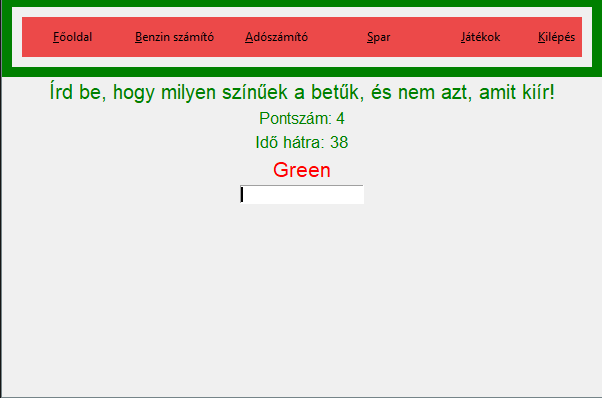 Főoldal Benzin számító Adószámító Spar Játékok Kilépés
Írd be, hogy milyen színűek a betűk, és nem azt, amit kiír!
Pontszám: 4
Idő hátra: 38
Green